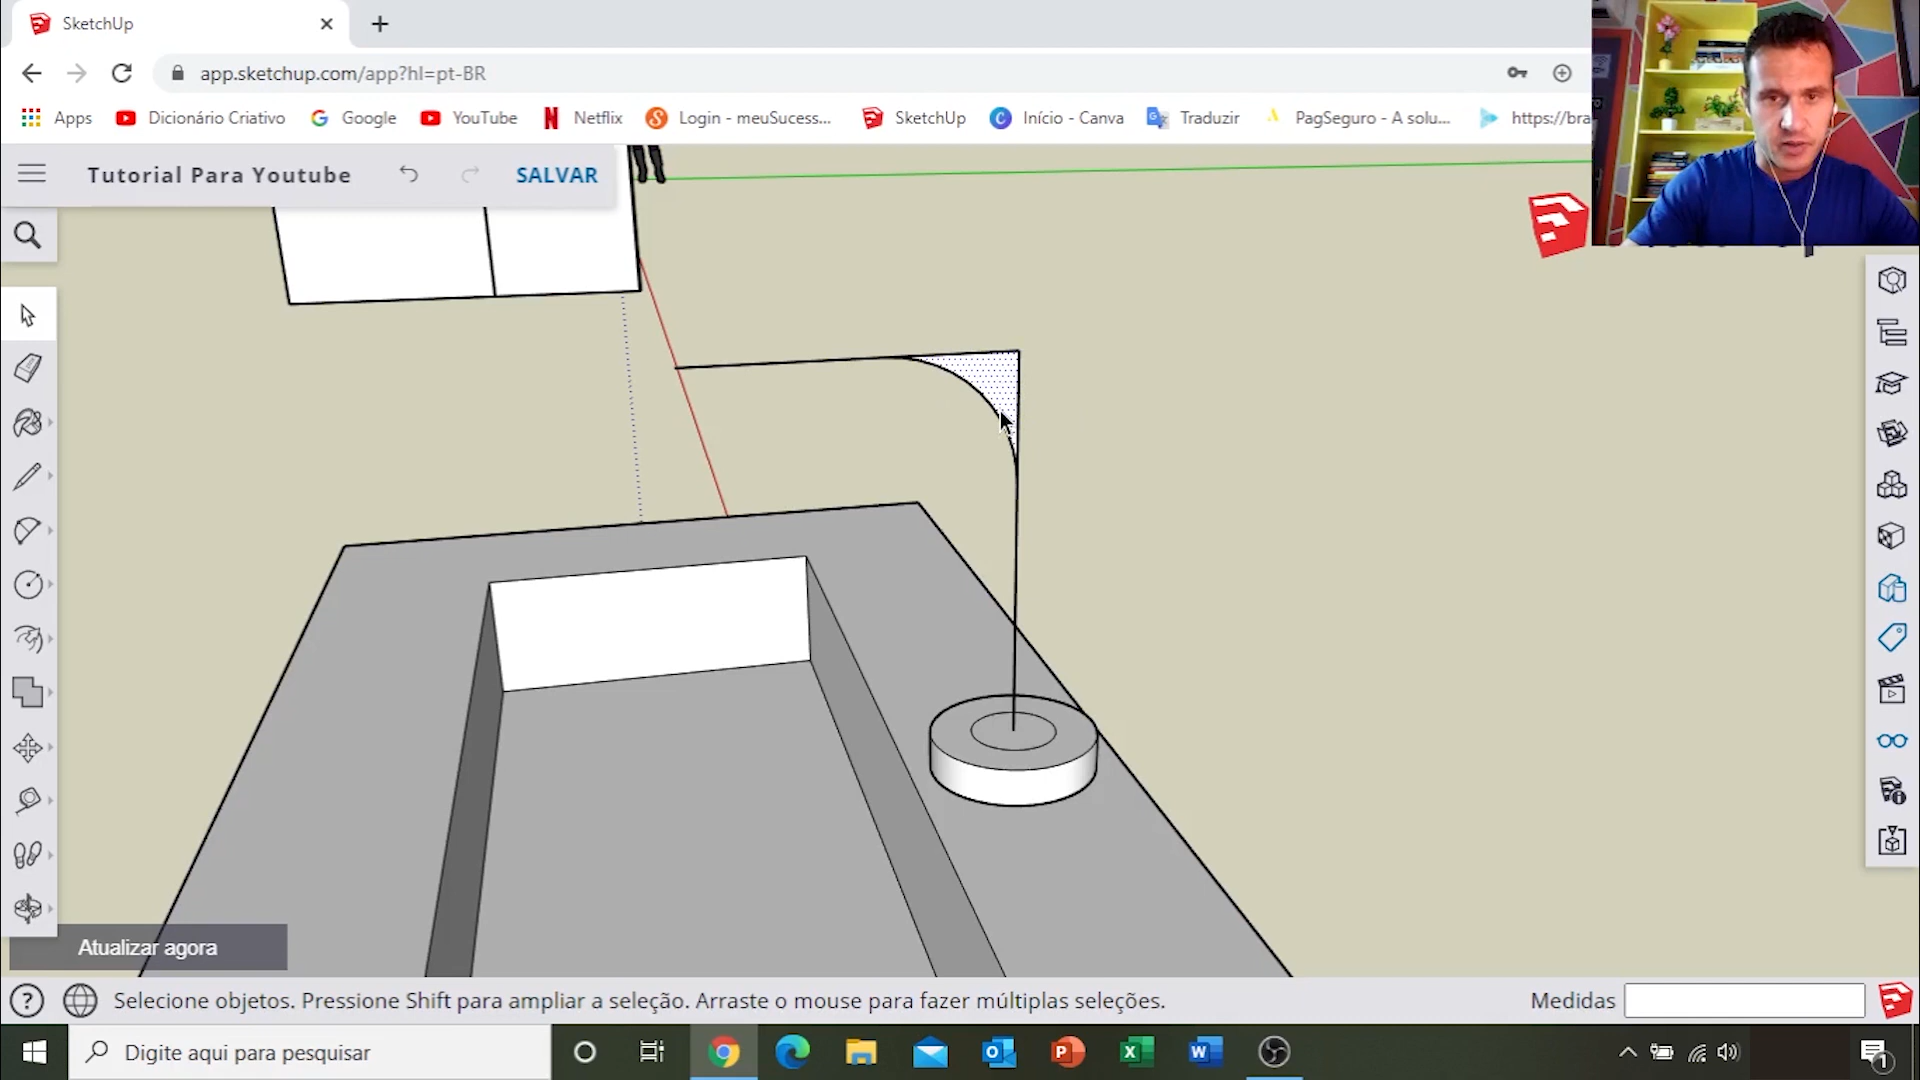 SketchUp
app.sketchup.com/app?hl=pt-BR
Apps Dicionário Criativo Google YouTube Netflix Login - meuSucess... SketchUp Início - Canva Traduzir PagSeguro - A solu... https://bra
Tutorial Para Youtube SALVAR
Atualizar agora
Selecione objetos. Pressione Shift para ampliar a seleção. Arraste o mouse para fazer múltiplas seleções. Medidas
Digite aqui para pesquisar
1